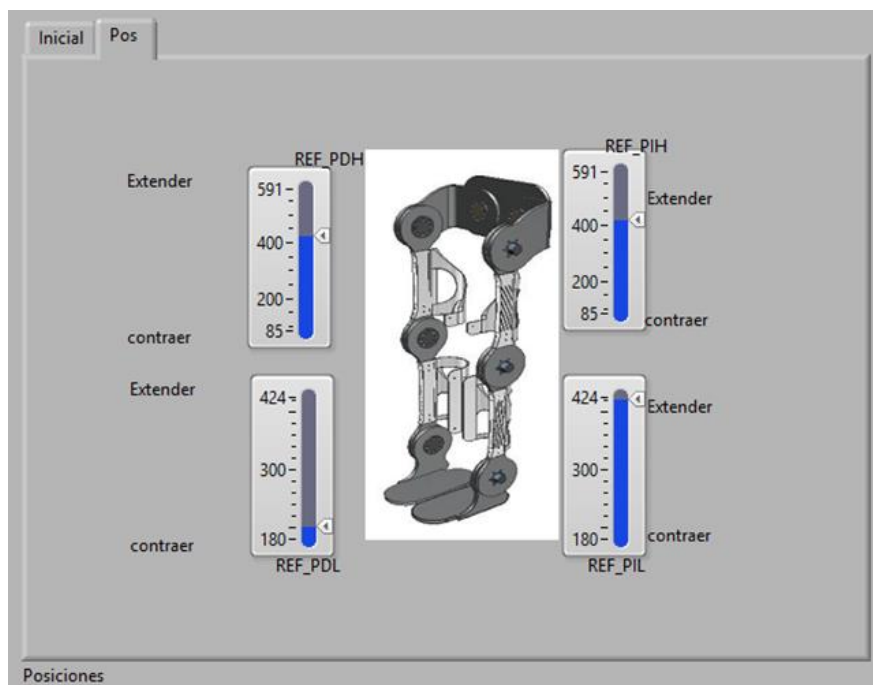 Inicial
Pos
REF_PDH
REF_PIH
Extender
591
400
200
85
contraer
591
400
200
85
Extender
contraer
Extender
424
300
180
contraer
REF_PDL
424
300
180
Extender
contraer
REF_PIL
Posiciones